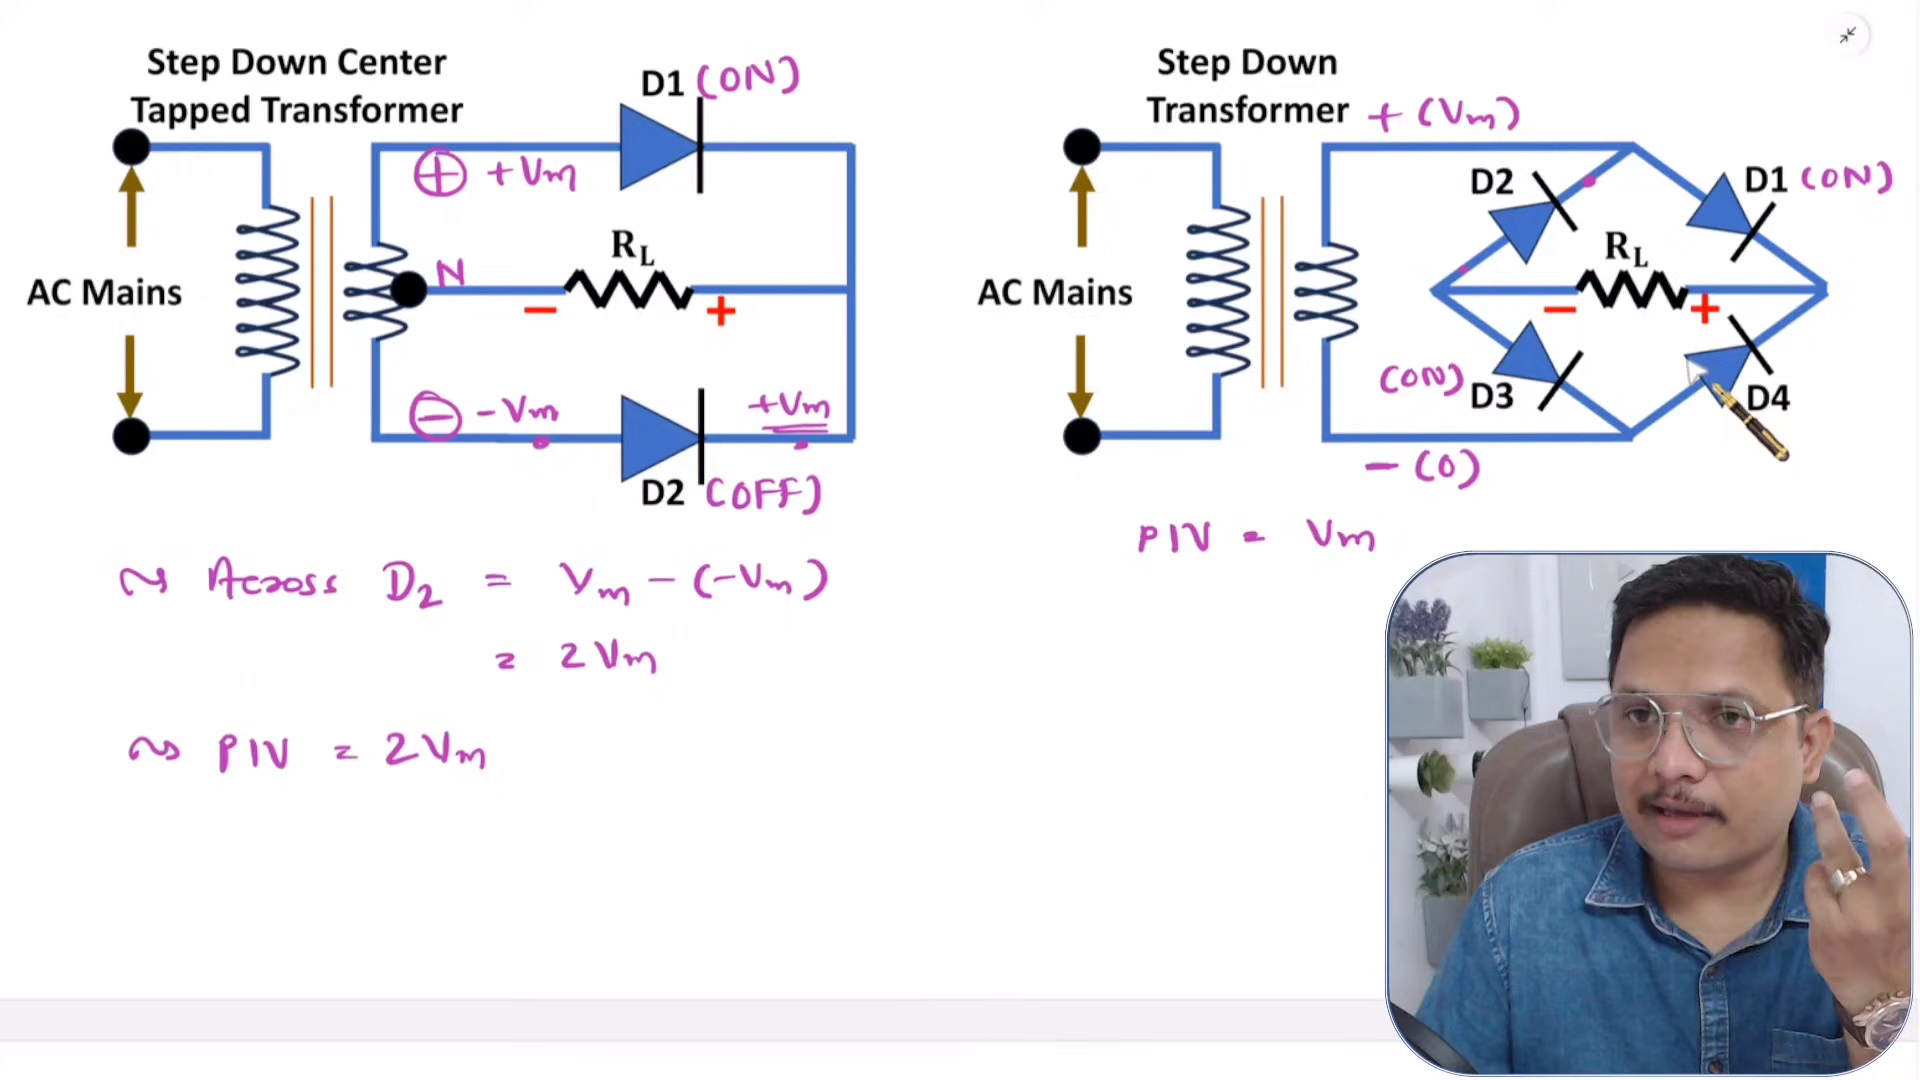 Step Down Center
Tapped Transformer
D1 (ON)
+ +Vm
N
RL
AC Mains
− +
− -Vm
+Vm
D2 (OFF)
Across D2 = Vm - (-Vm)
= 2Vm
PIV = 2Vm
Step Down
Transformer + (Vm)
D2
D1 (ON)
RL
AC Mains
− +
(ON) D3
D4
- (0)
PIV = Vm